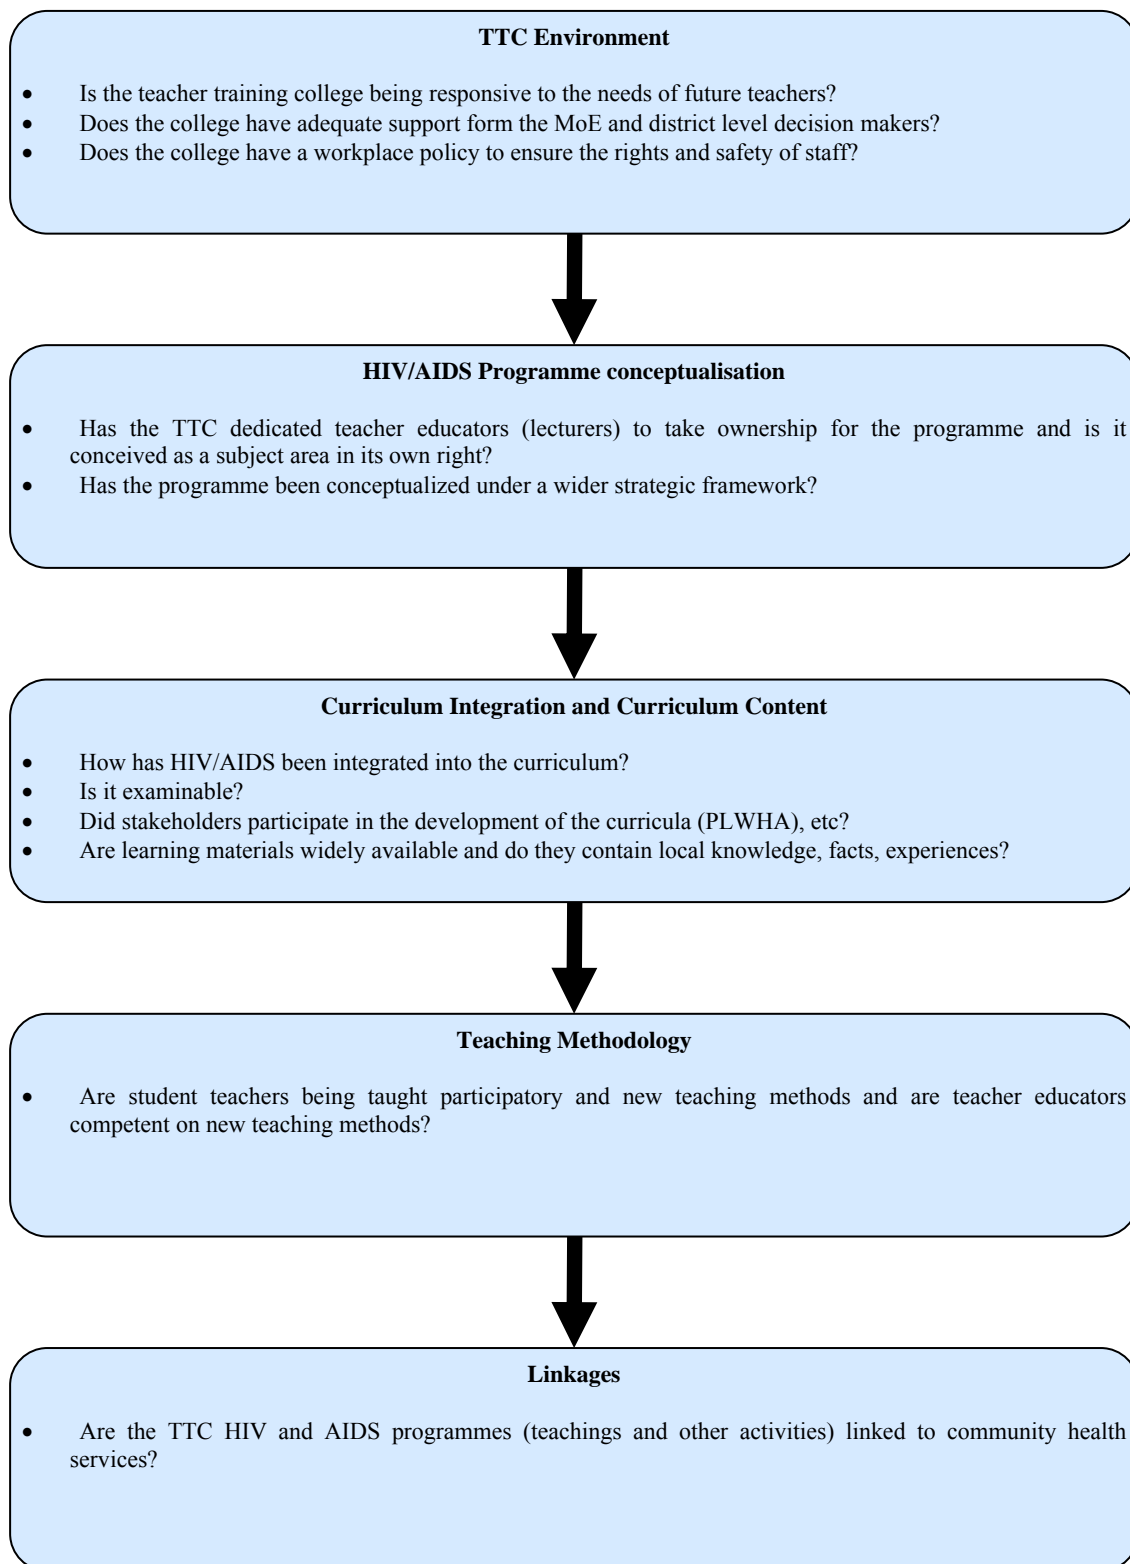 TTC Environment
• Is the teacher training college being responsive to the needs of future teachers?
• Does the college have adequate support form the MoE and district level decision makers?
• Does the college have a workplace policy to ensure the rights and safety of staff?
HIV/AIDS Programme conceptualisation
• Has the TTC dedicated teacher educators (lecturers) to take ownership for the programme and is it
conceived as a subject area in its own right?
• Has the programme been conceptualized under a wider strategic framework?
Curriculum Integration and Curriculum Content
• How has HIV/AIDS been integrated into the curriculum?
• Is it examinable?
• Did stakeholders participate in the development of the curricula (PLWHA), etc?
• Are learning materials widely available and do they contain local knowledge, facts, experiences?
Teaching Methodology
• Are student teachers being taught participatory and new teaching methods and are teacher educators
competent on new teaching methods?
Linkages
• Are the TTC HIV and AIDS programmes (teachings and other activities) linked to community health
services?